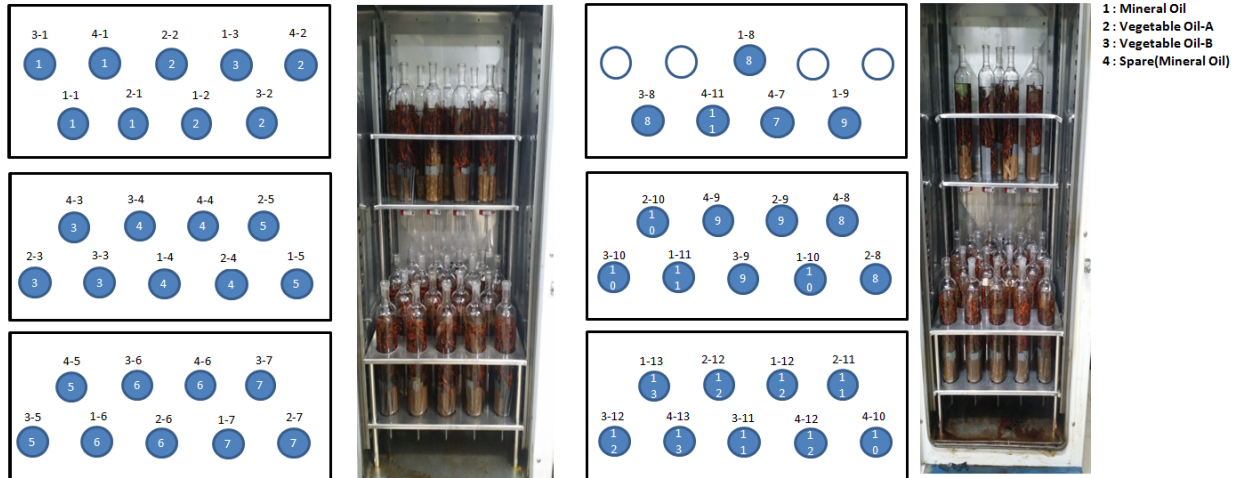 3-1 4-1 2-2 1-3 4-2
1 1 2 3 2
1-1 2-1 1-2 3-2
1 1 2 2
4-3 3-4 4-4 2-5
3 4 4 5
2-3 3-3 1-4 2-4 1-5
3 3 4 4 5
4-5 3-6 4-6 3-7
5 6 6 7
3-5 1-6 2-6 1-7 2-7
5 6 6 7 7
1-8
8
3-8 4-11 4-7 1-9
8 11 7 9
2-10 4-9 2-9 4-8
10 9 9 8
3-10 1-11 3-9 1-10 2-8
10 11 9 10 8
1-13 2-12 1-12 2-11
13 12 12 11
3-12 4-13 3-11 4-12 4-10
12 13 11 12 10
1 : Mineral Oil
2 : Vegetable Oil-A
3 : Vegetable Oil-B
4 : Spare(Mineral Oil)